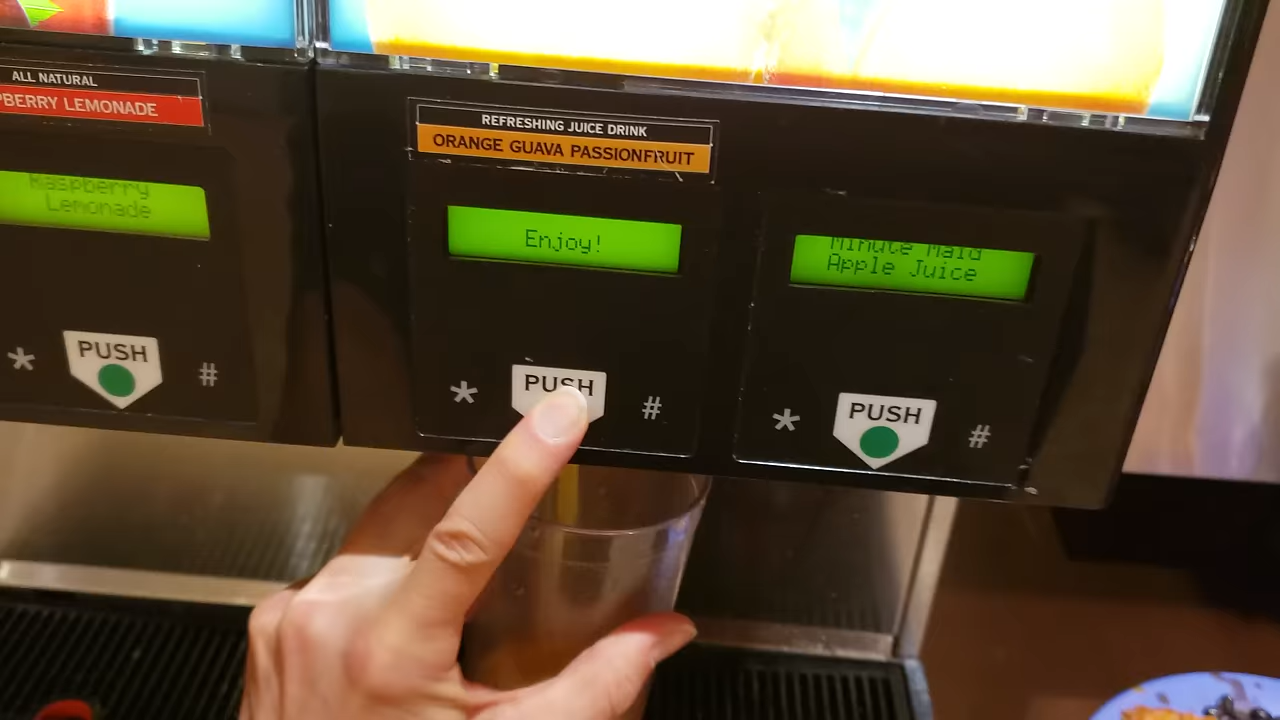 ALL NATURAL
PBERRY LEMONADE
Raspberry
Lemonade
* PUSH #
REFRESHING JUICE DRINK
ORANGE GUAVA PASSIONFRUIT
Enjoy!
* PUSH #
Minute Maid
Apple Juice
* PUSH #